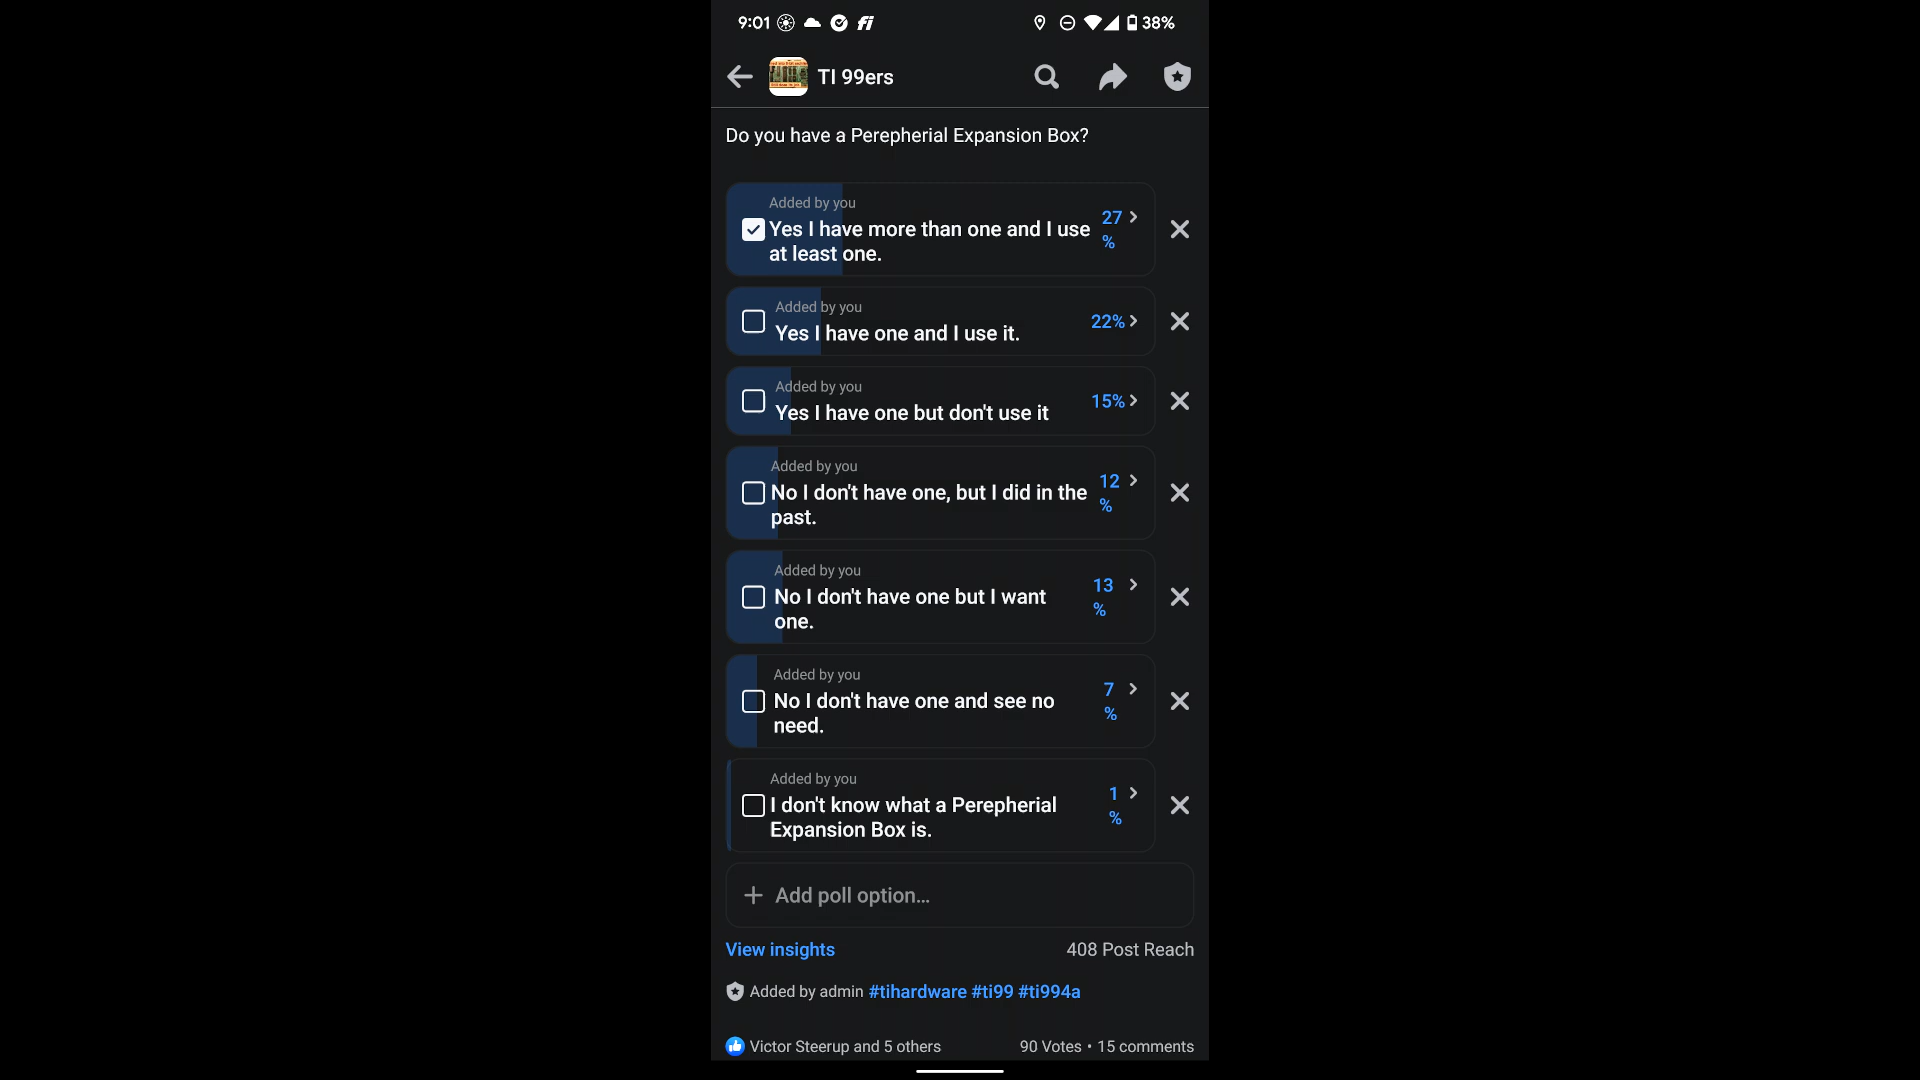 9:01 fi 38%
TI 99ers
Do you have a Perepherial Expansion Box?
Added by you
Yes I have more than one and I use
at least one.
27
%
Added by you
Yes I have one and I use it.
22%
Added by you
Yes I have one but don't use it
15%
Added by you
No I don't have one, but I did in the
past.
12
%
Added by you
No I don't have one but I want
one.
13
%
Added by you
No I don't have one and see no
need.
7
%
Added by you
I don't know what a Perepherial
Expansion Box is.
1
%
Add poll option...
View insights 408 Post Reach
Added by admin #tihardware #ti99 #ti994a
Victor Steerup and 5 others 90 Votes • 15 comments